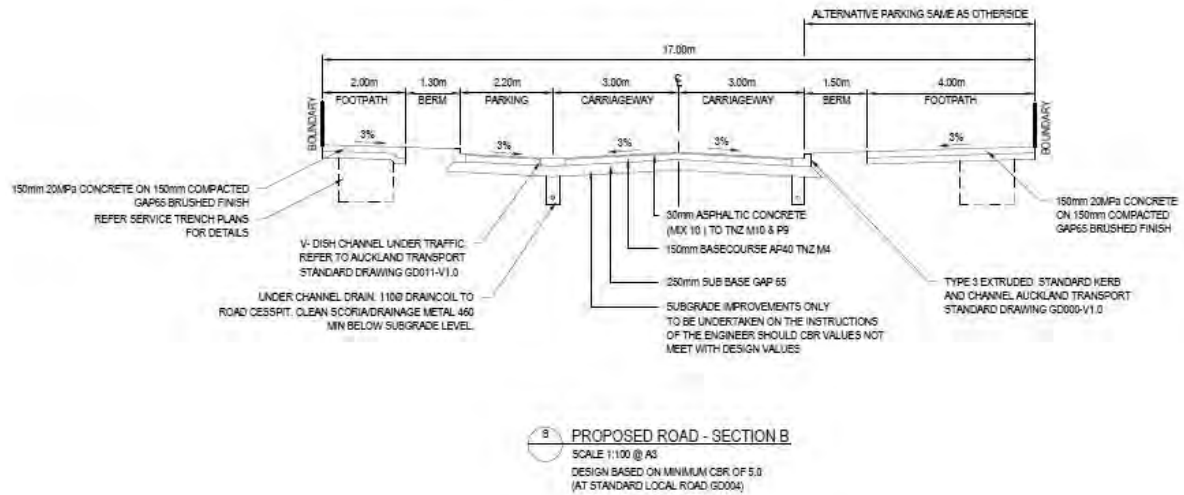 ALTERNATIVE PARKING SAME AS OTHERSIDE
17.00m
2.00m 1.30m 2.20m 3.00m 3.00m 1.50m 4.00m
FOOTPATH BERM PARKING CARRIAGEWAY CARRIAGEWAY BERM FOOTPATH
BOUNDARY
BOUNDARY
3% 3% 3% 3% 3%
150mm 20MPa CONCRETE ON 150mm COMPACTED
GAP65 BRUSHED FINISH
REFER SERVICE TRENCH PLANS
FOR DETAILS
V- DISH CHANNEL UNDER TRAFFIC
REFER TO AUCKLAND TRANSPORT
STANDARD DRAWING GD011-V1.0
UNDER CHANNEL DRAIN. 110Ø DRAINCOIL TO
ROAD CESSPIT. CLEAN SCORIA/DRAINAGE METAL 460
MIN BELOW SUBGRADE LEVEL.
30mm ASPHALTIC CONCRETE
(MIX 10 ) TO TNZ M10 & P9
150mm BASECOURSE AP40 TNZ M4
250mm SUB BASE GAP 65
SUBGRADE IMPROVEMENTS ONLY
TO BE UNDERTAKEN ON THE INSTRUCTIONS
OF THE ENGINEER SHOULD CBR VALUES NOT
MEET WITH DESIGN VALUES
150mm 20MPa CONCRETE
ON 150mm COMPACTED
GAP65 BRUSHED FINISH
TYPE 3 EXTRUDED STANDARD KERB
AND CHANNEL AUCKLAND TRANSPORT
STANDARD DRAWING GD000-V1.0
B PROPOSED ROAD - SECTION B
SCALE 1:100 @ A3
DESIGN BASED ON MINIMUM CBR OF 5.0
(AT STANDARD LOCAL ROAD GD004)